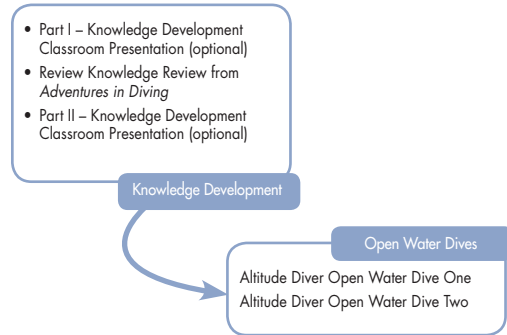 • Part I – Knowledge Development
Classroom Presentation (optional)
• Review Knowledge Review from
Adventures in Diving
• Part II – Knowledge Development
Classroom Presentation (optional)
Knowledge Development
Open Water Dives
Altitude Diver Open Water Dive One
Altitude Diver Open Water Dive Two